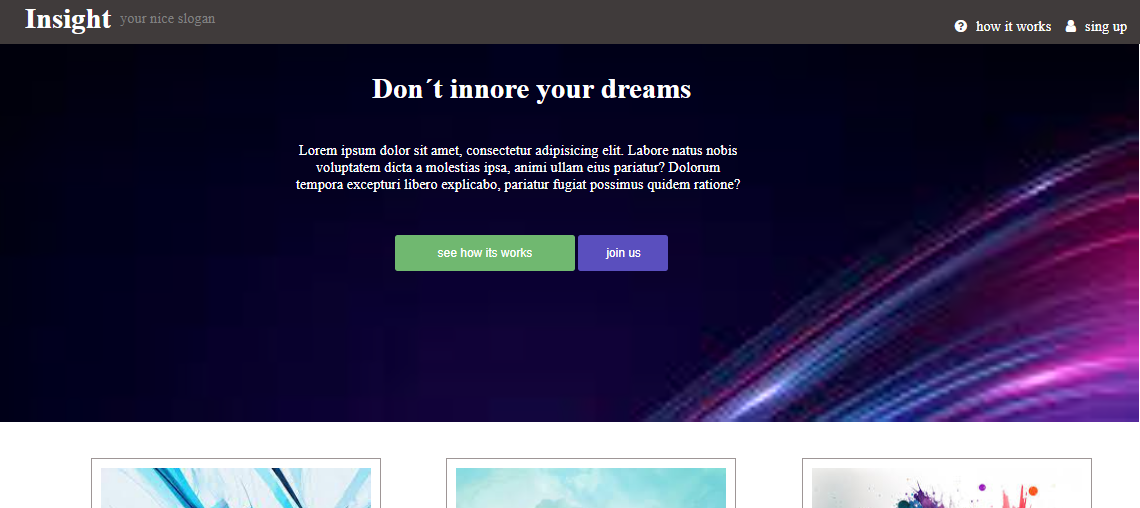 Insight your nice slogan
how it works sing up
Don´t innore your dreams
Lorem ipsum dolor sit amet, consectetur adipisicing elit. Labore natus nobis
voluptatem dicta a molestias ipsa, animi ullam eius pariatur? Dolorum
tempora excepturi libero explicabo, pariatur fugiat possimus quidem ratione?
see how its works join us